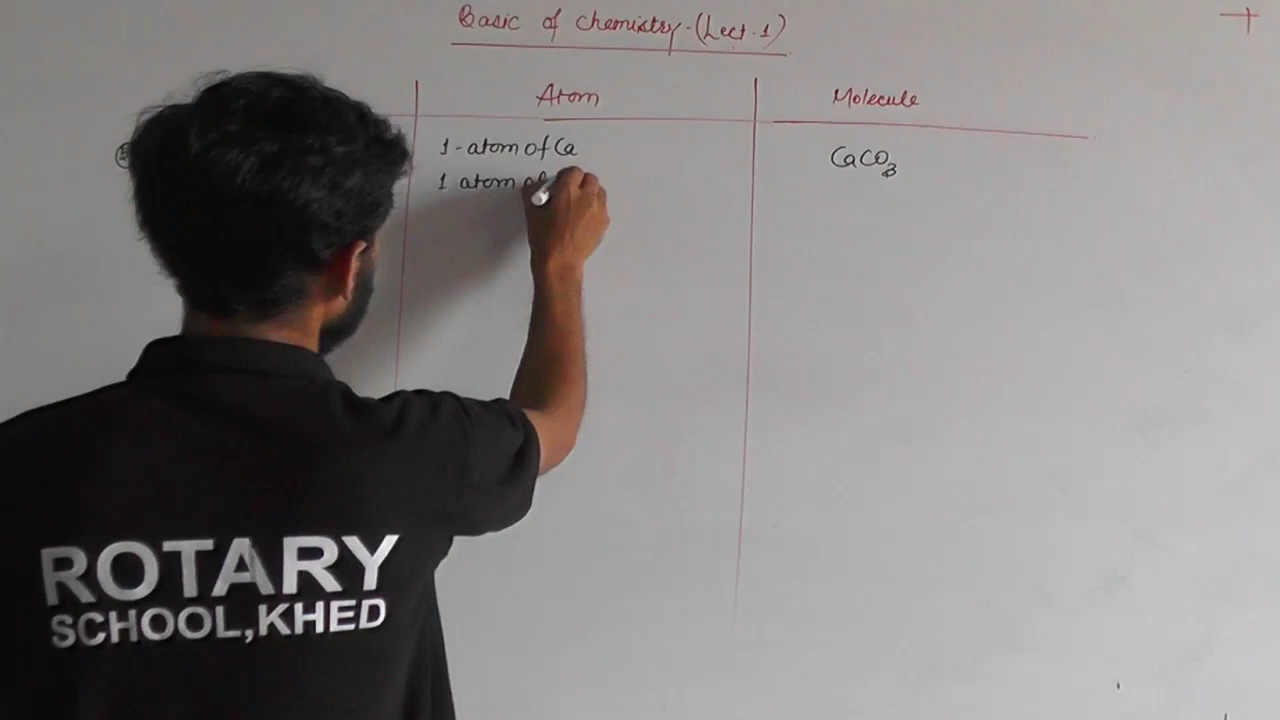 Basic of chemistry-(Lect-1)
Atom
Molecule
1-atom of Ca
CaCO3
1 atom of
ROTARY
SCHOOL,KHED